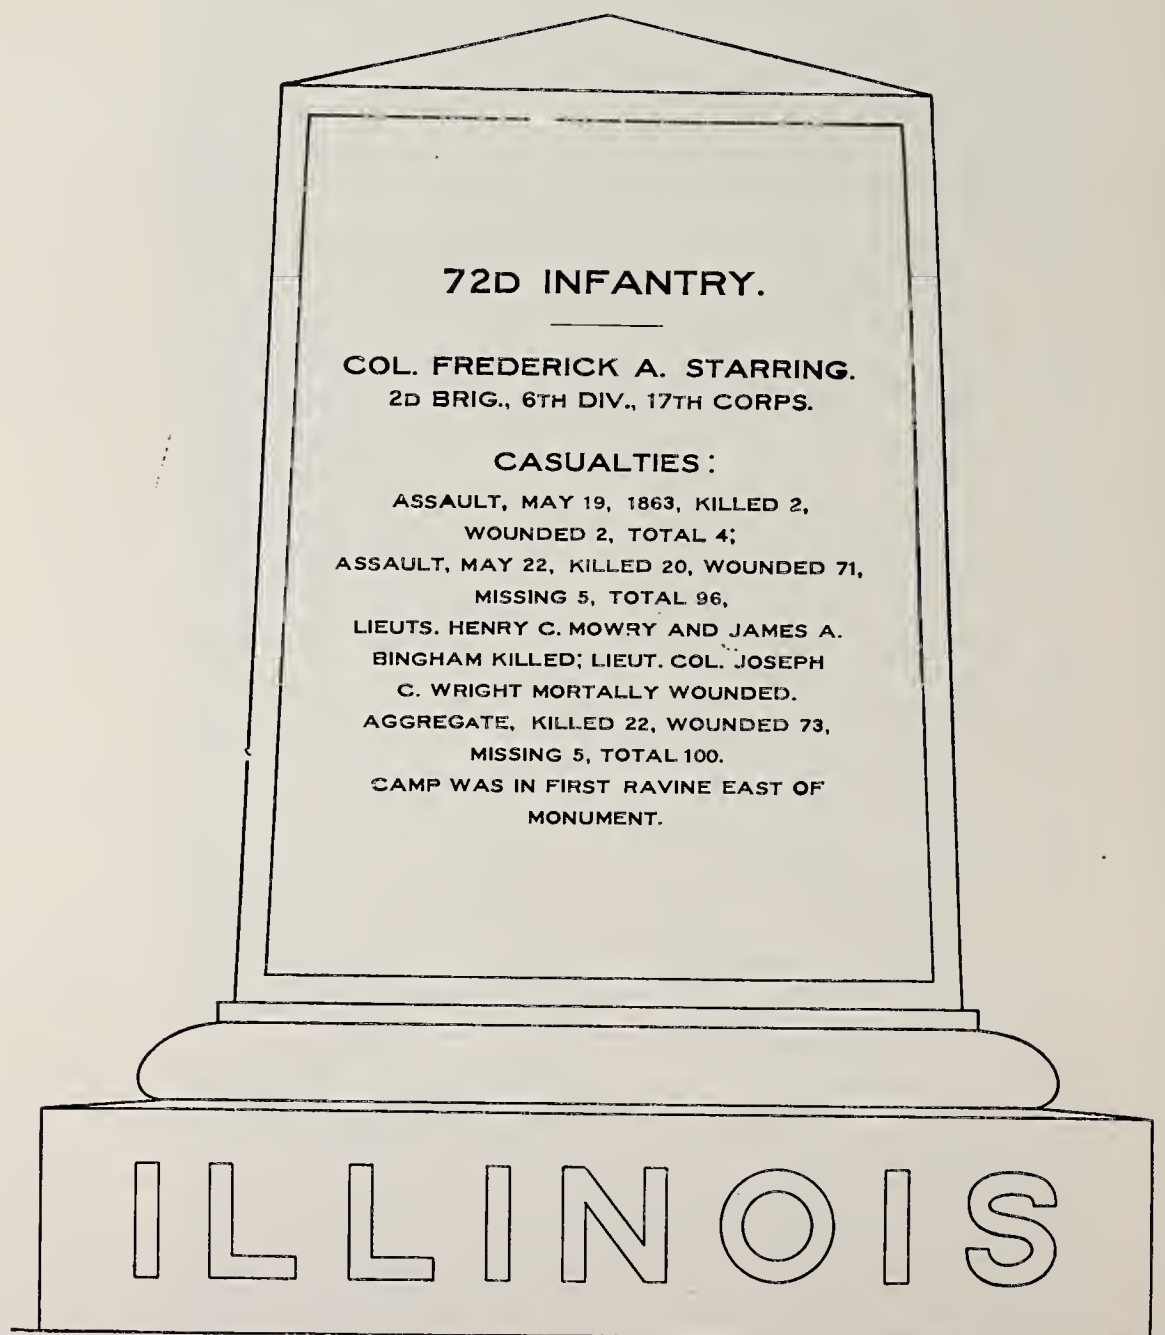 72D INFANTRY.
COL. FREDERICK A. STARRING.
2D BRIG., 6TH DIV., 17TH CORPS.
CASUALTIES:
ASSAULT, MAY 19, 1863, KILLED 2,
WOUNDED 2, TOTAL 4;
ASSAULT, MAY 22, KILLED 20, WOUNDED 71,
MISSING 5, TOTAL 96,
LIEUTS. HENRY C. MOWRY AND JAMES A.
BINGHAM KILLED; LIEUT. COL. JOSEPH
C. WRIGHT MORTALLY WOUNDED.
AGGREGATE, KILLED 22, WOUNDED 73,
MISSING 5, TOTAL 100.
CAMP WAS IN FIRST RAVINE EAST OF
MONUMENT.
ILLINOIS